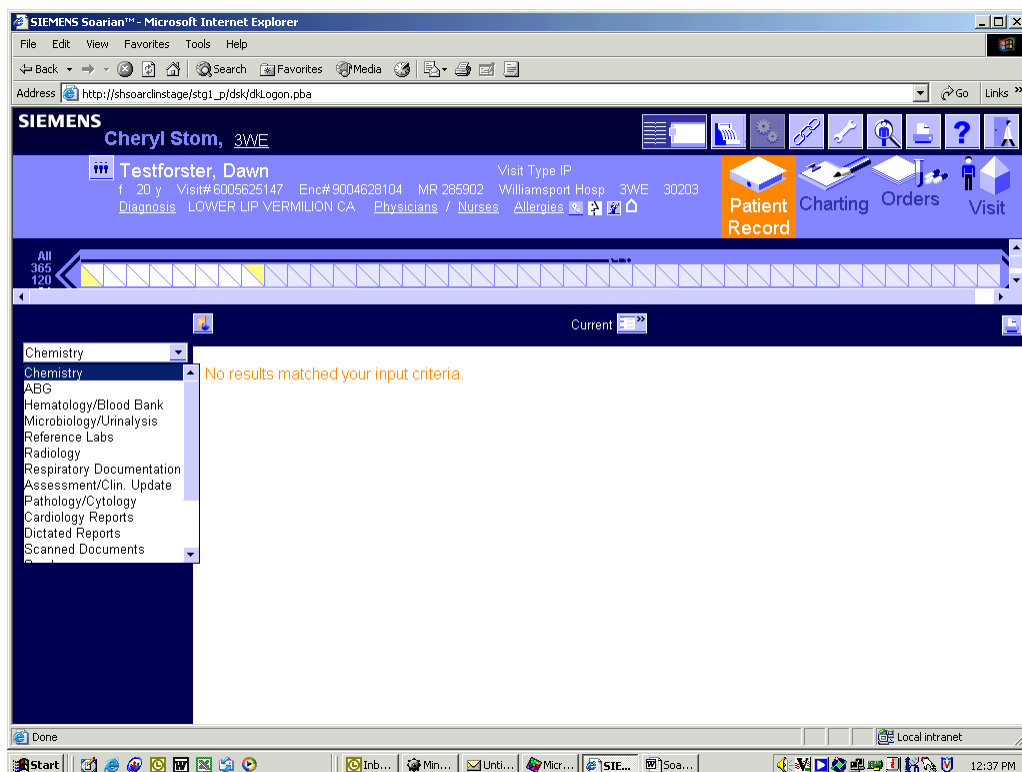 SIEMENS Soarian™ - Microsoft Internet Explorer
File Edit View Favorites Tools Help
Back Search Favorites Media
Address http://shsoarclinstage/stg1_p/dsk/dkLogon.pba Go Links »
SIEMENS
Cheryl Stom, 3WE
Testforster, Dawn Visit Type IP
f 20 y Visit# 6005625147 Enc# 9004628104 MR 285902 Williamsport Hosp 3WE 30203
Diagnosis LOWER LIP VERMILION CA Physicians / Nurses Allergies
Patient Record
Charting
Orders
Visit
All
365
120
Current
Chemistry
No results matched your input criteria.
Chemistry
ABG
Hematology/Blood Bank
Microbiology/Urinalysis
Reference Labs
Radiology
Respiratory Documentation
Assessment/Clin. Update
Pathology/Cytology
Cardiology Reports
Dictated Reports
Scanned Documents
Done Local intranet
Start Inb... Min... Unti... Micr... SIE... Soa... 12:37 PM